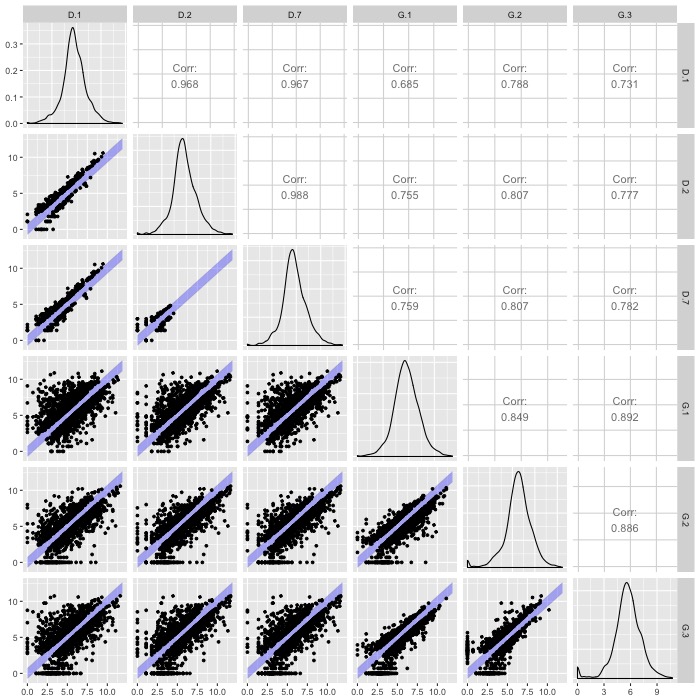 D.1 D.2 D.7 G.1 G.2 G.3
0.3
0.2
0.1
0.0
Corr:
0.968
Corr:
0.967
Corr:
0.685
Corr:
0.788
Corr:
0.731
D.1
10
5
0
Corr:
0.988
Corr:
0.755
Corr:
0.807
Corr:
0.777
D.2
10
5
0
Corr:
0.759
Corr:
0.807
Corr:
0.782
D.7
10
5
0
Corr:
0.849
Corr:
0.892
G.1
10
5
0
Corr:
0.886
G.2
10
5
0
G.3
0.0 2.5 5.0 7.5 10.0
0.0 2.5 5.0 7.5 10.0
0.0 2.5 5.0 7.5 10.0
0.0 2.5 5.0 7.5 10.0
0.0 2.5 5.0 7.5 10.0
0 3 6 9